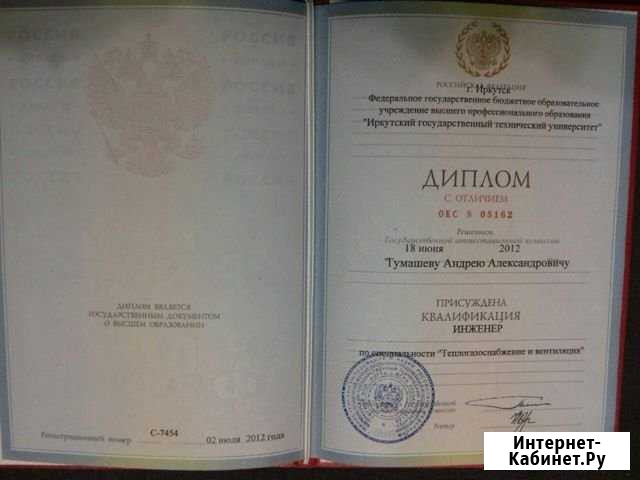 ДИПЛОМ ЯВЛЯЕТСЯ
ГОСУДАРСТВЕННЫМ ДОКУМЕНТОМ
О ВЫСШЕМ ОБРАЗОВАНИИ
Регистрационный номер С-7454 02 июля 2012 года
РОССИЙСКАЯ ФЕДЕРАЦИЯ
г. Иркутск
Федеральное государственное бюджетное образовательное
учреждение высшего профессионального образования
"Иркутский государственный технический университет"
ДИПЛОМ
С ОТЛИЧИЕМ
ОКС № 05162
Решением
Государственной аттестационной комиссии
18 июня 2012
Тумашеву Андрею Александровичу
ПРИСУЖДЕНА
КВАЛИФИКАЦИЯ
ИНЖЕНЕР
по специальности "Теплогазоснабжение и вентиляция"
Ректор
Интернет-
Кабинет.Ру